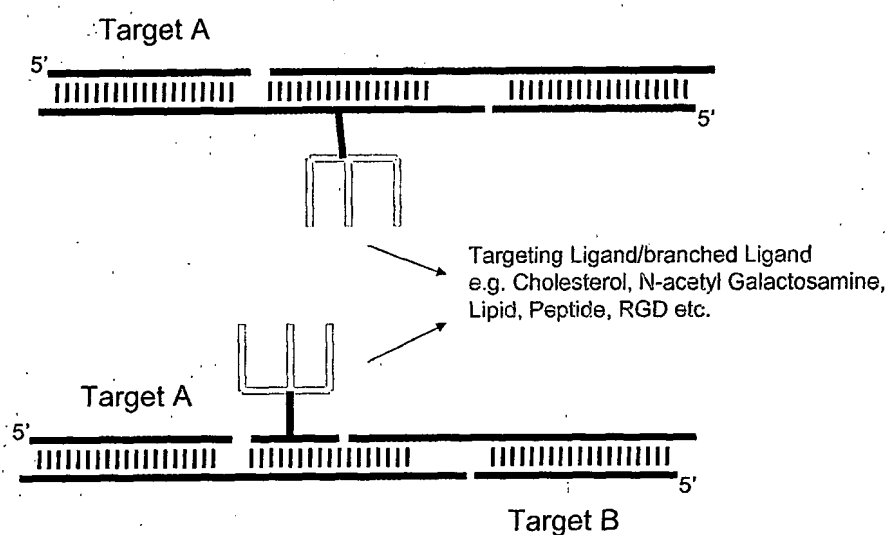 Target A
5'
5'
Targeting Ligand/branched Ligand
e.g. Cholesterol, N-acetyl Galactosamine,
Lipid, Peptide, RGD etc.
Target A
5'
5'
Target B